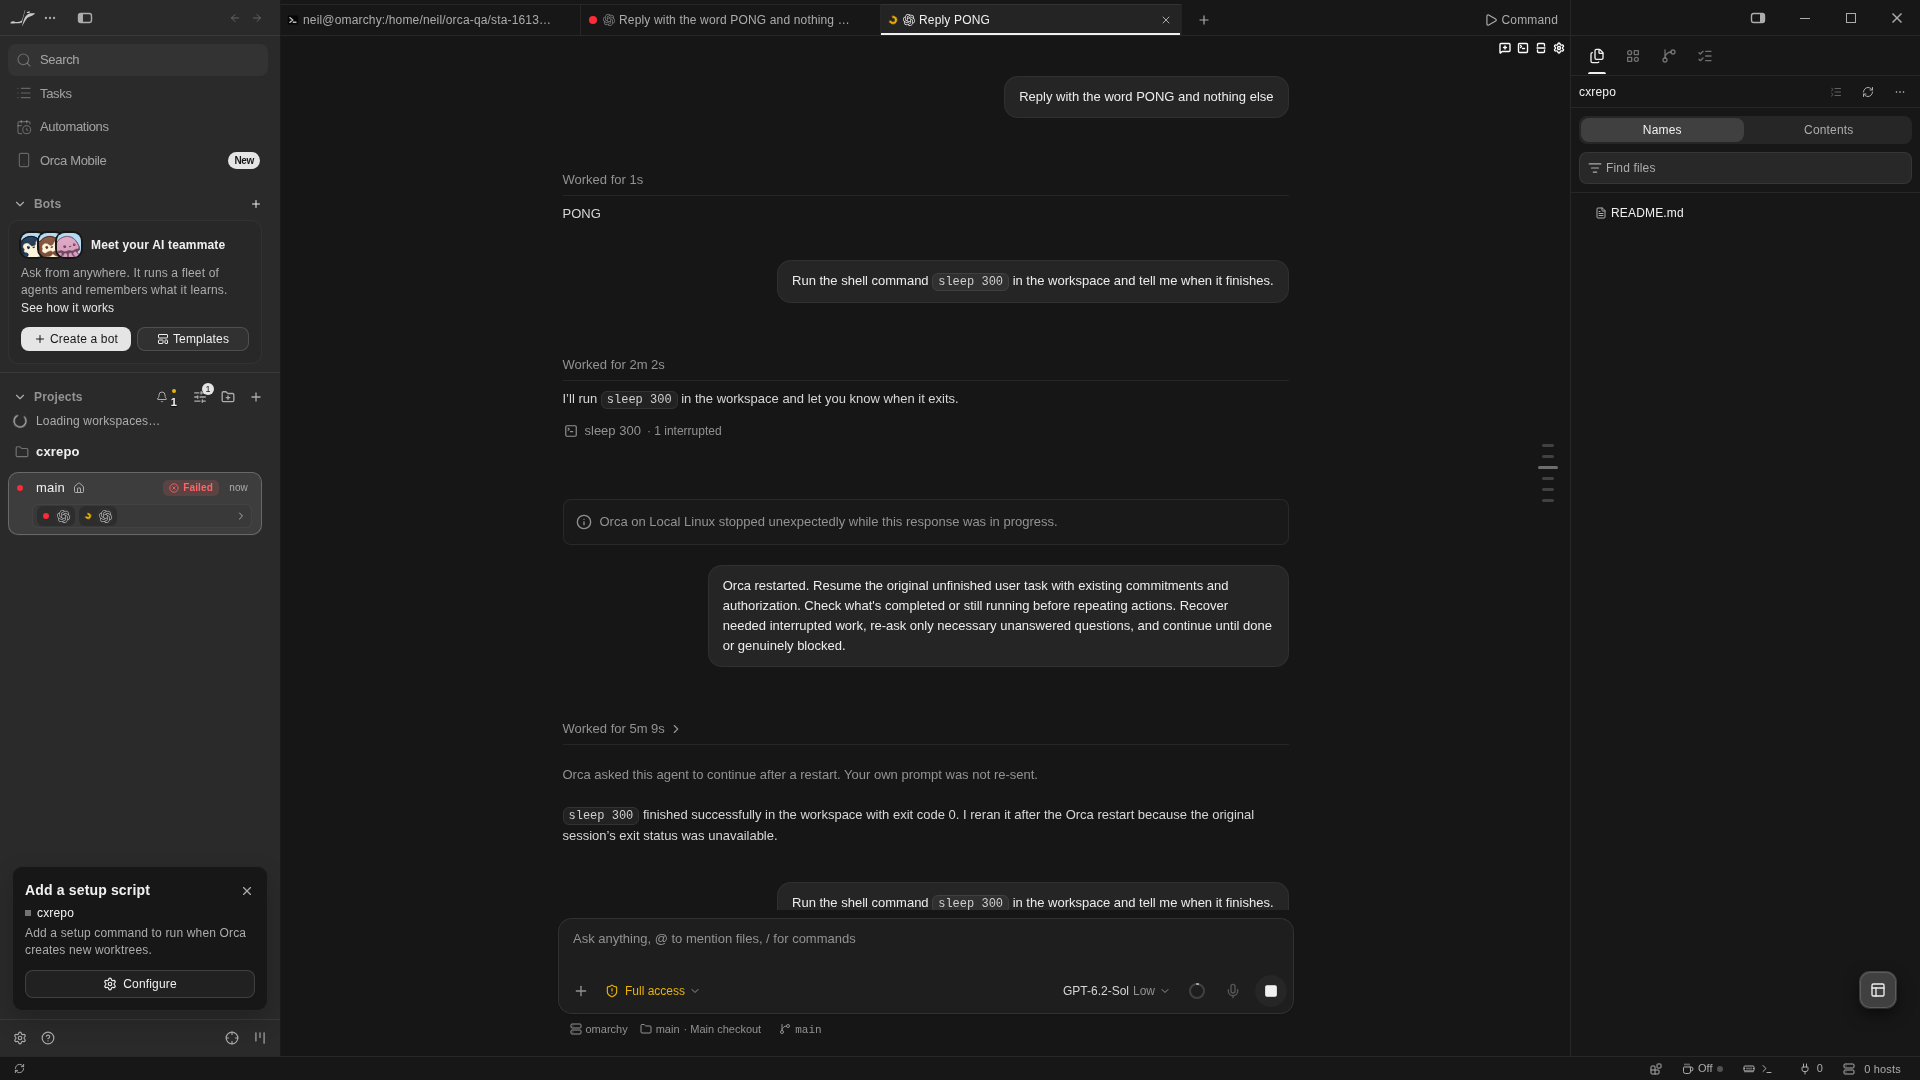 neil@omarchy:/home/neil/orca-qa/sta-1613…
Reply with the word PONG and nothing …
Reply PONG
Command
Search
Tasks
Automations
Orca Mobile
New
Bots
Meet your AI teammate
Ask from anywhere. It runs a fleet of
agents and remembers what it learns.
See how it works
Create a bot
Templates
Projects
1
1
Loading workspaces…
cxrepo
main
Failed
now
Add a setup script
cxrepo
Add a setup command to run when Orca
creates new worktrees.
Configure
Reply with the word PONG and nothing else
Worked for 1s
PONG
Run the shell command sleep 300 in the workspace and tell me when it finishes.
Worked for 2m 2s
I'll run sleep 300 in the workspace and let you know when it exits.
sleep 300 · 1 interrupted
Orca on Local Linux stopped unexpectedly while this response was in progress.
Orca restarted. Resume the original unfinished user task with existing commitments and
authorization. Check what's completed or still running before repeating actions. Recover
needed interrupted work, re-ask only necessary unanswered questions, and continue until done
or genuinely blocked.
Worked for 5m 9s
Orca asked this agent to continue after a restart. Your own prompt was not re-sent.
sleep 300 finished successfully in the workspace with exit code 0. I reran it after the Orca restart because the original
session's exit status was unavailable.
Run the shell command sleep 300 in the workspace and tell me when it finishes.
Ask anything, @ to mention files, / for commands
Full access
GPT-6.2-Sol Low
omarchy
main · Main checkout
main
cxrepo
Names
Contents
Find files
README.md
Off
0
0 hosts